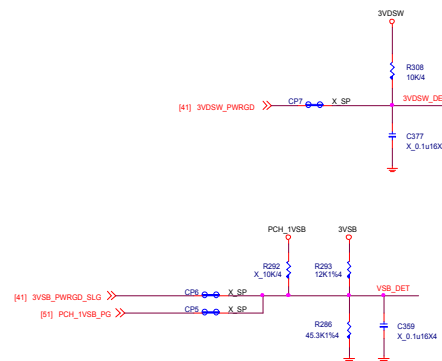 3VDSW
R308
10K/4
[41] 3VDSW_PWRGD
CP7
X_SP
3VDSW_DE
C377
X_0.1u16X
PCH_1VSB
3VSB
R292
X_10K/4
R293
12K1%4
[41] 3VSB_PWRGD_SLG
CP6
X_SP
VSB_DET
[51] PCH_1VSB_PG
CP5
X_SP
R286
45.3K1%4
C359
X_0.1u16X4